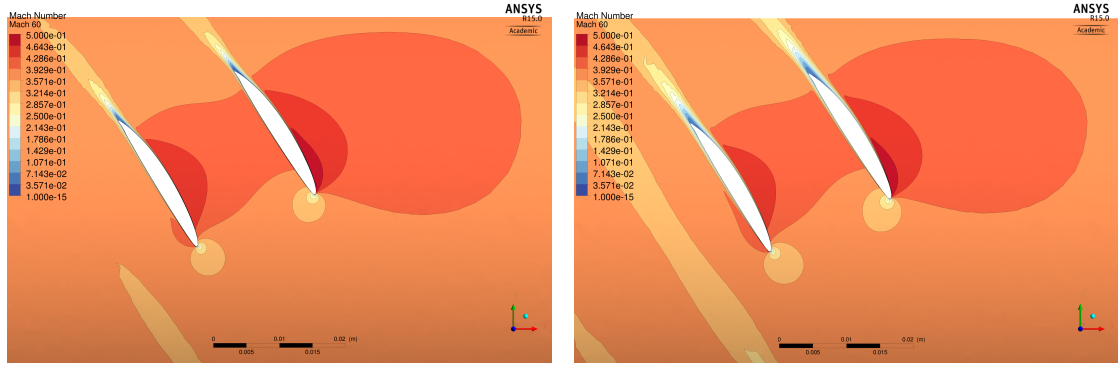 Mach Number
Mach 60
5.000e-01
4.643e-01
4.286e-01
3.929e-01
3.571e-01
3.214e-01
2.857e-01
2.500e-01
2.143e-01
1.786e-01
1.429e-01
1.071e-01
7.143e-02
3.571e-02
1.000e-15
ANSYS
R15.0
Academic
0 0.01 0.02 (m)
0.005 0.015
Mach Number
Mach 60
5.000e-01
4.643e-01
4.286e-01
3.929e-01
3.571e-01
3.214e-01
2.857e-01
2.500e-01
2.143e-01
1.786e-01
1.429e-01
1.071e-01
7.143e-02
3.571e-02
1.000e-15
ANSYS
R15.0
Academic
0 0.01 0.02 (m)
0.005 0.015